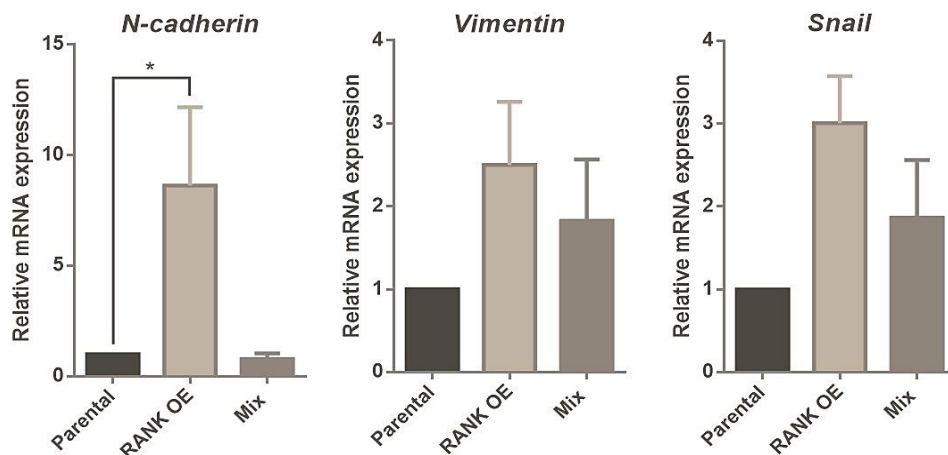 N-cadherin
Relative mRNA expression
15
10
5
0
*
Parental
RANK OE
Mix
Vimentin
Relative mRNA expression
4
3
2
1
0
Parental
RANK OE
Mix
Snail
Relative mRNA expression
4
3
2
1
0
Parental
RANK OE
Mix